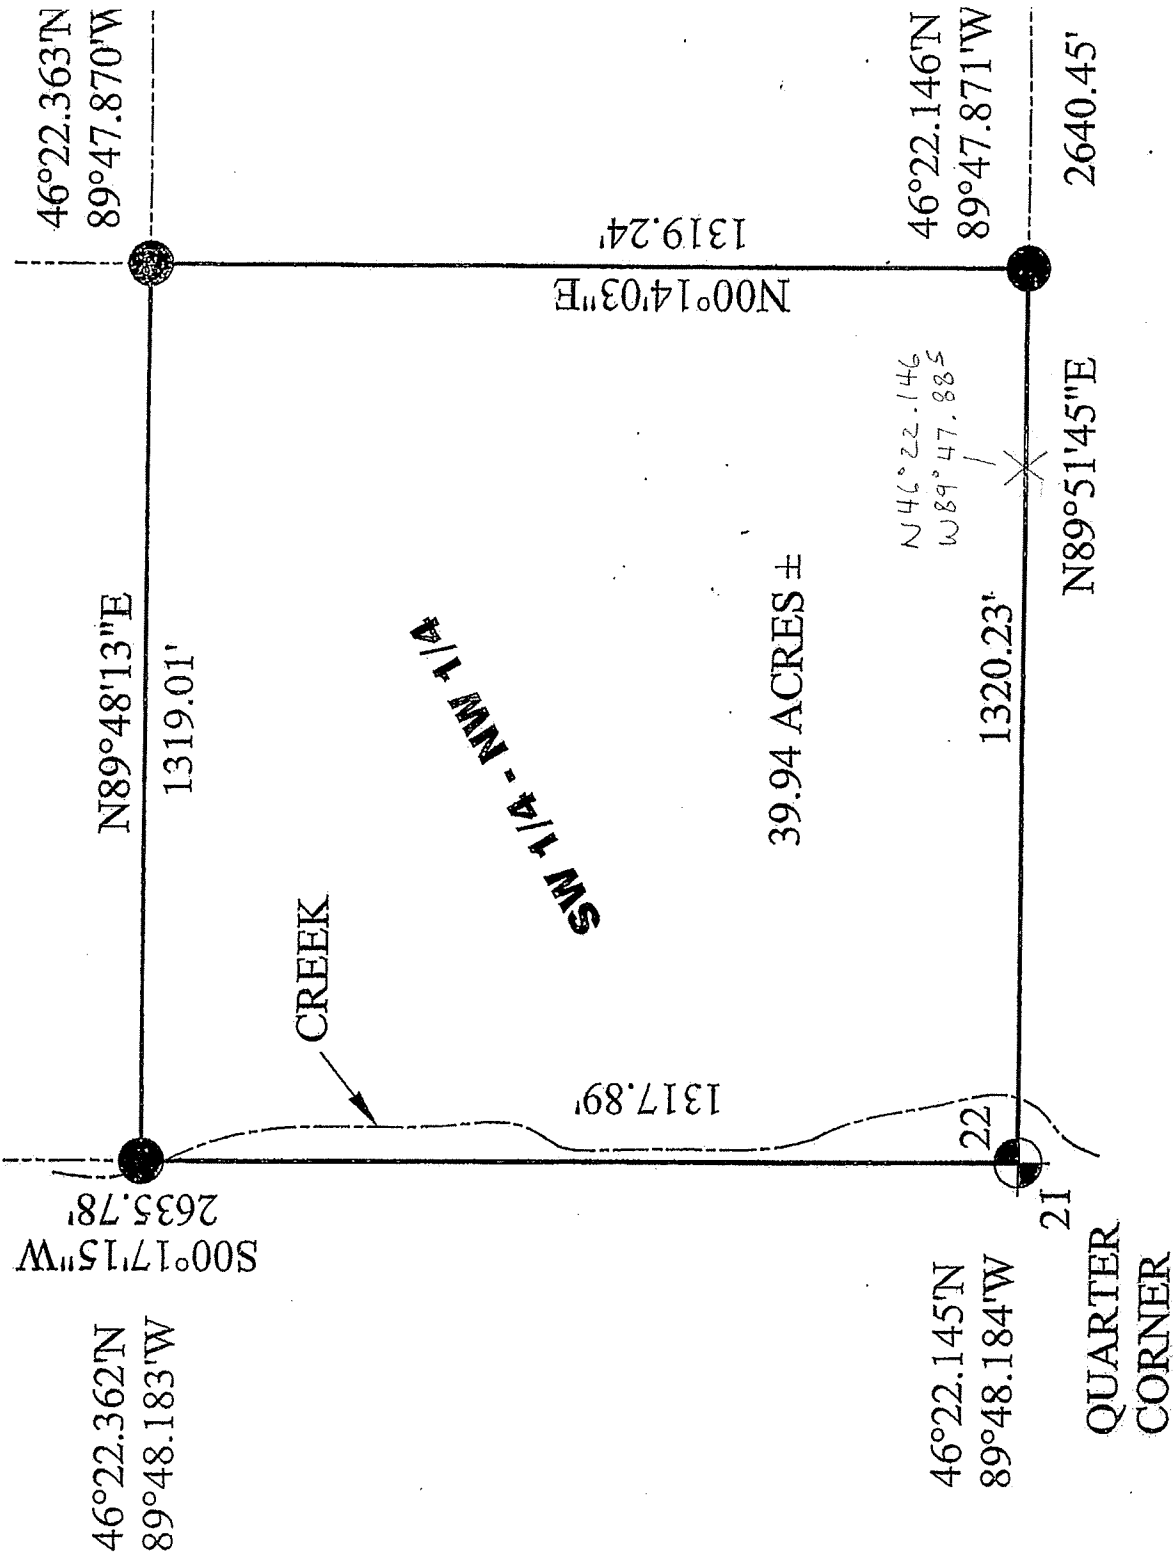 46°22.362'N
89°48.183'W
S00°17'15"W
2635.78'
N89°48'13"E
1319.01'
46°22.363'N
89°47.870'W
CREEK
SW 1/4 - NW 1/4
1317.89'
1319.24'
N00°14'03"E
39.94 ACRES ±
N46°22.146
W89°47.885
46°22.145'N
89°48.184'W
22
21
QUARTER
CORNER
1320.23'
N89°51'45"E
46°22.146'N
89°47.871'W
2640.45'